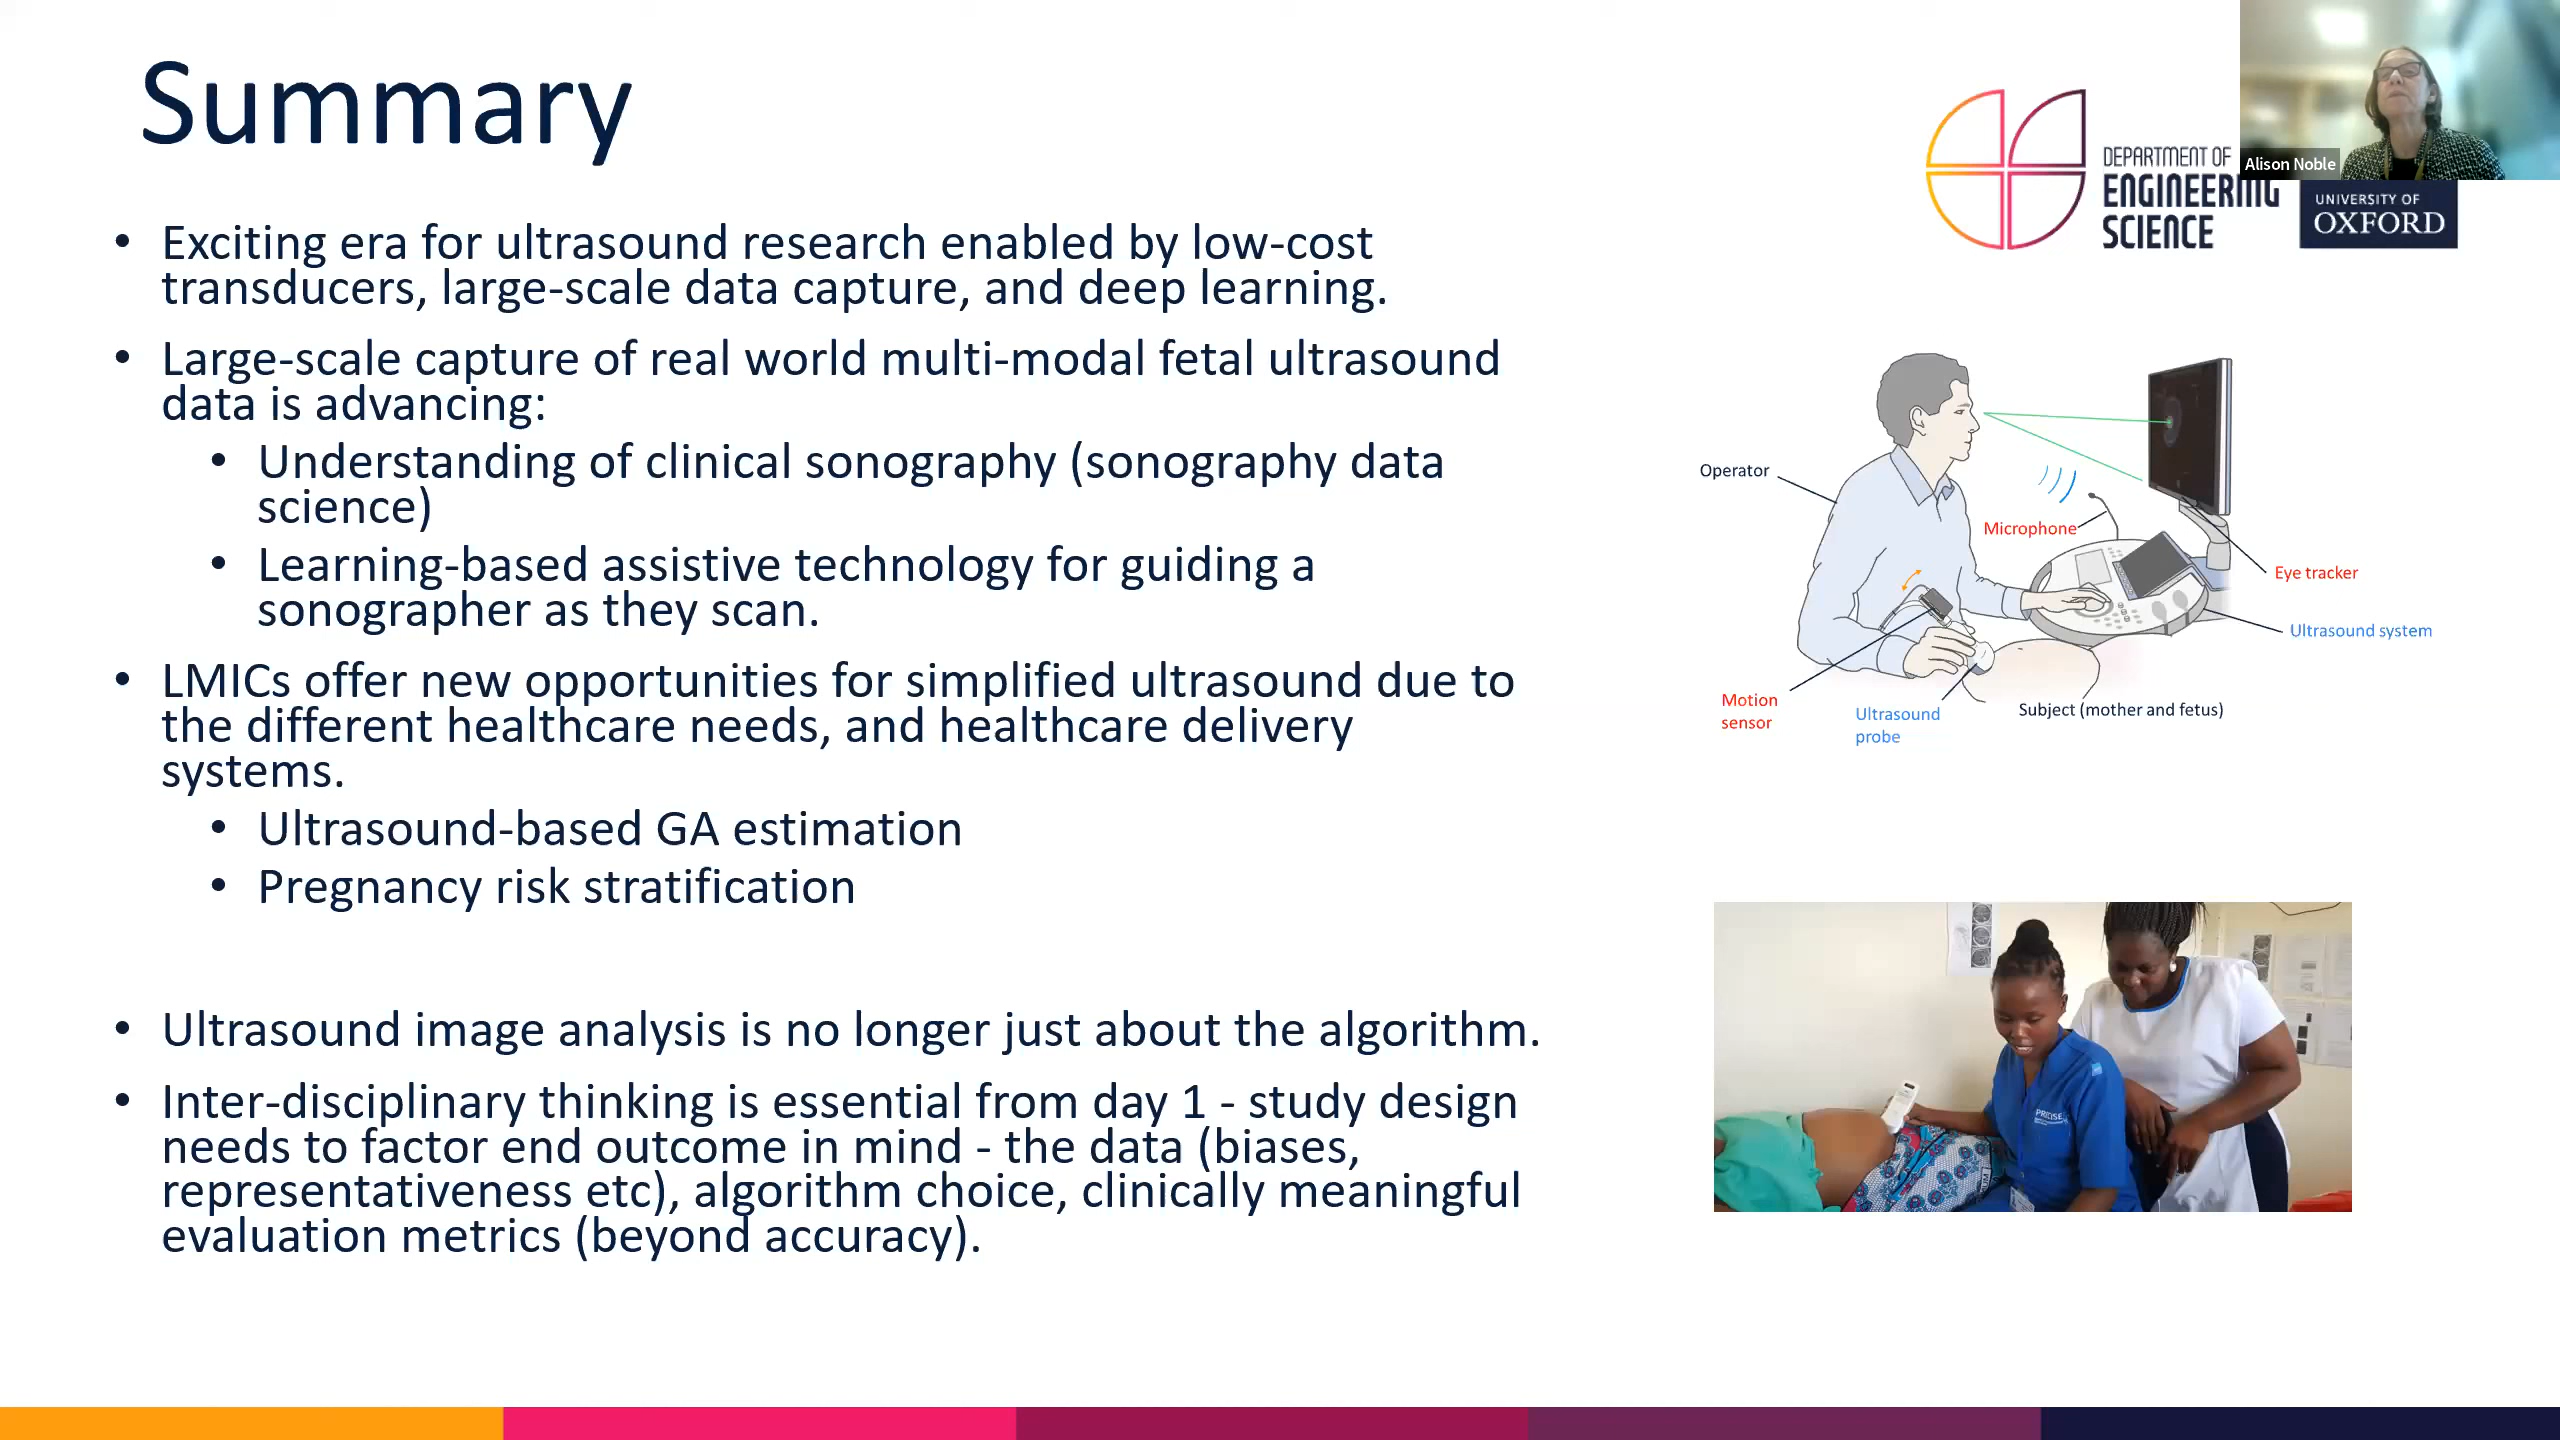 Summary
• Exciting era for ultrasound research enabled by low-cost
transducers, large-scale data capture, and deep learning.
• Large-scale capture of real world multi-modal fetal ultrasound
data is advancing:
• Understanding of clinical sonography (sonography data
science)
• Learning-based assistive technology for guiding a
sonographer as they scan.
• LMICs offer new opportunities for simplified ultrasound due to
the different healthcare needs, and healthcare delivery
systems.
• Ultrasound-based GA estimation
• Pregnancy risk stratification
• Ultrasound image analysis is no longer just about the algorithm.
• Inter-disciplinary thinking is essential from day 1 - study design
needs to factor end outcome in mind - the data (biases,
representativeness etc), algorithm choice, clinically meaningful
evaluation metrics (beyond accuracy).
DEPARTMENT OF
ENGINEERING
SCIENCE
UNIVERSITY OF
OXFORD
Alison Noble
Operator
Microphone
Eye tracker
Ultrasound system
Motion
sensor
Ultrasound
probe
Subject (mother and fetus)
PRECISE